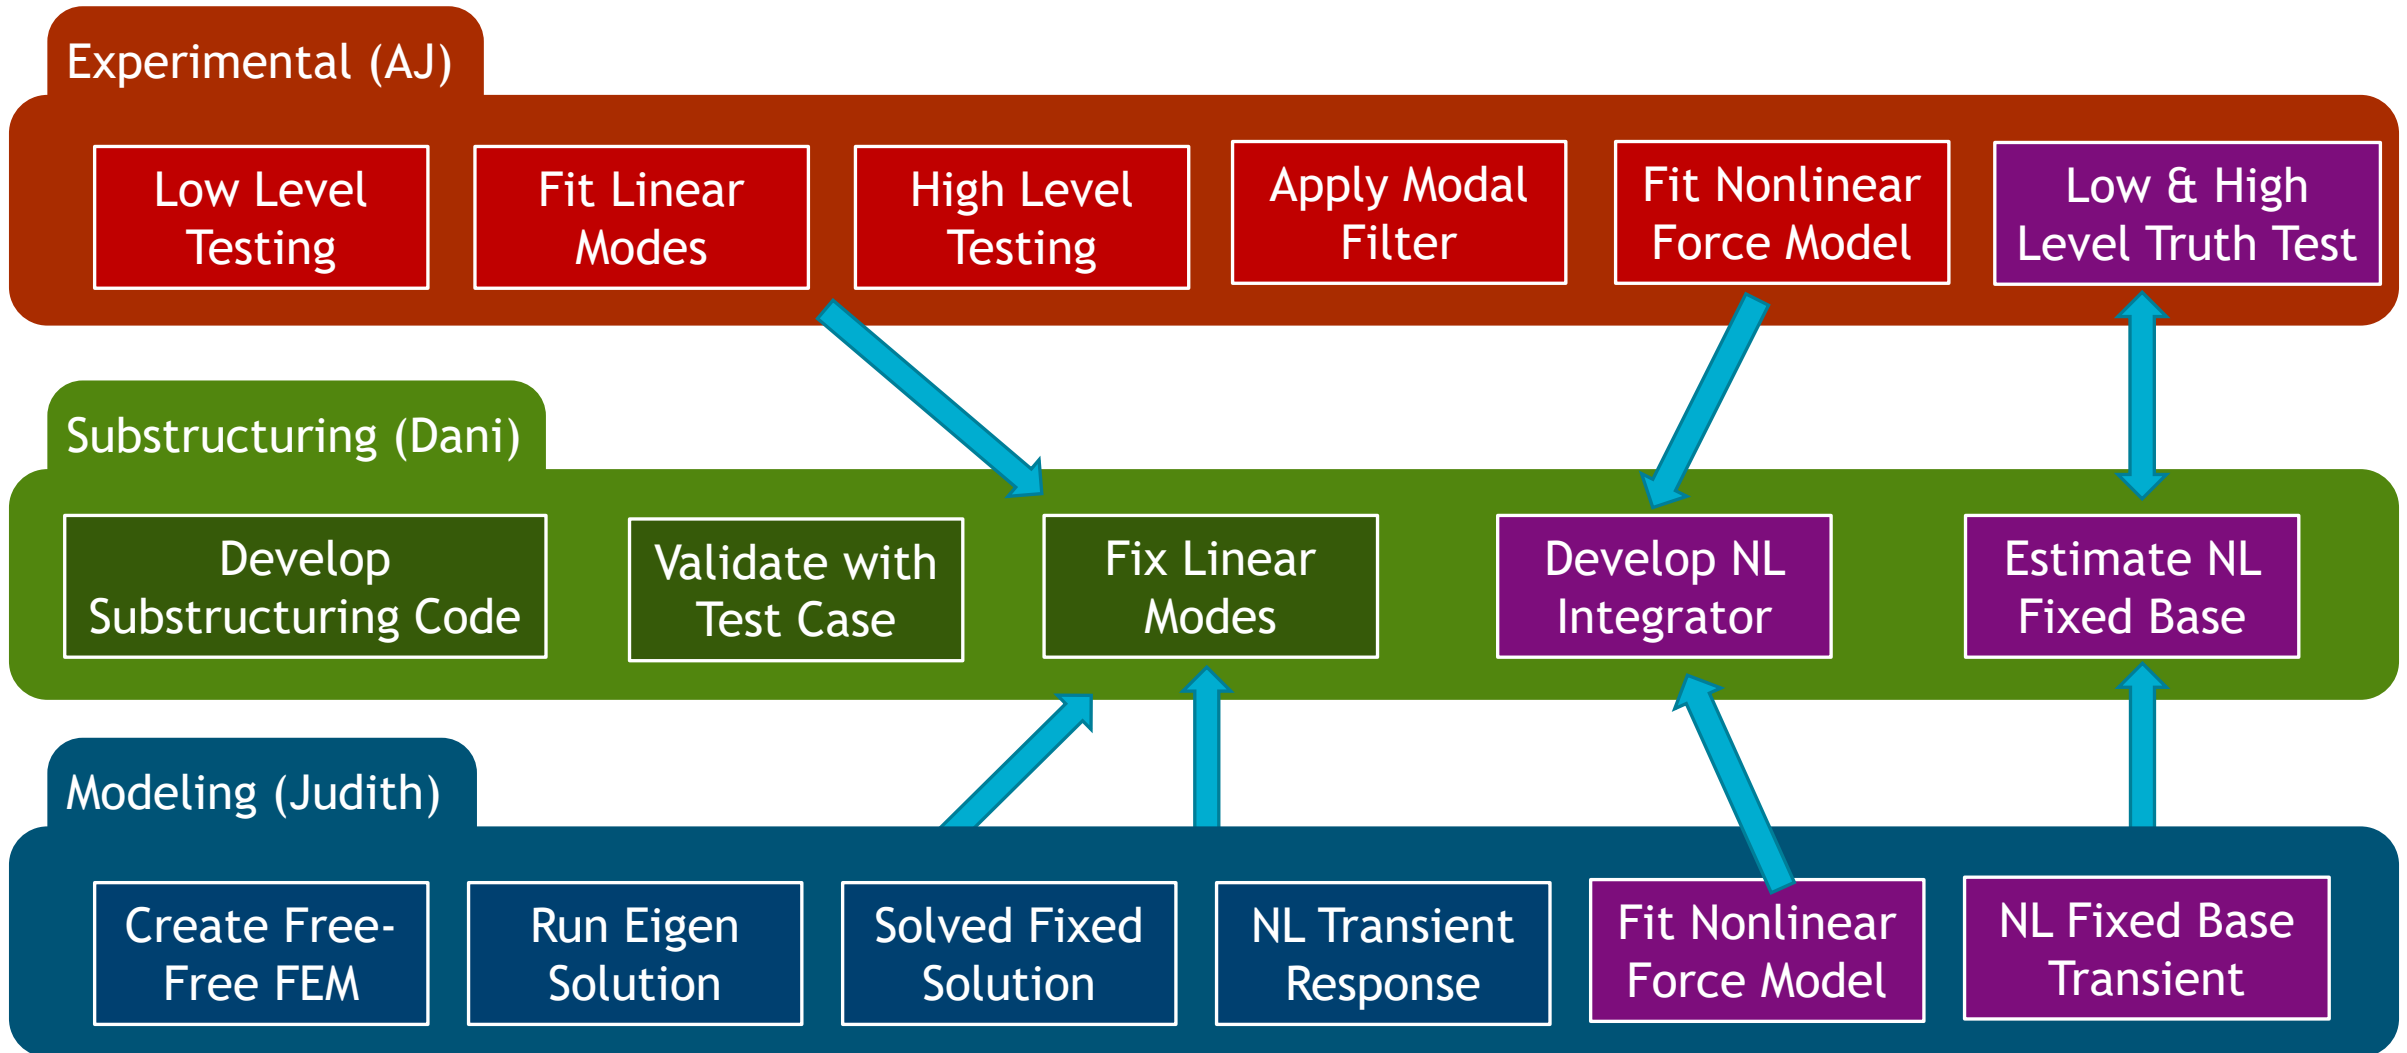 Experimental (AJ)
Low Level
Testing
Fit Linear
Modes
High Level
Testing
Apply Modal
Filter
Fit Nonlinear
Force Model
Low & High
Level Truth Test
Substructuring (Dani)
Develop
Substructuring Code
Validate with
Test Case
Fix Linear
Modes
Develop NL
Integrator
Estimate NL
Fixed Base
Modeling (Judith)
Create Free-
Free FEM
Run Eigen
Solution
Solved Fixed
Solution
NL Transient
Response
Fit Nonlinear
Force Model
NL Fixed Base
Transient